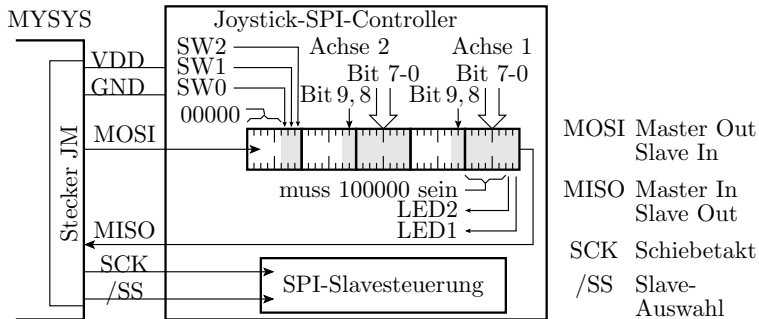 MYSYS
Joystick-SPI-Controller
VDD
GND
MOSI
MISO
SCK
/SS
Stecker JM
SW2
SW1
SW0
00000
Achse 2
Bit 7-0
Bit 9, 8
Achse 1
Bit 7-0
Bit 9, 8
muss 100000 sein
LED2
LED1
SPI-Slavesteuerung
MOSI Master Out
Slave In
MISO Master In
Slave Out
SCK Schiebetakt
/SS Slave-
Auswahl